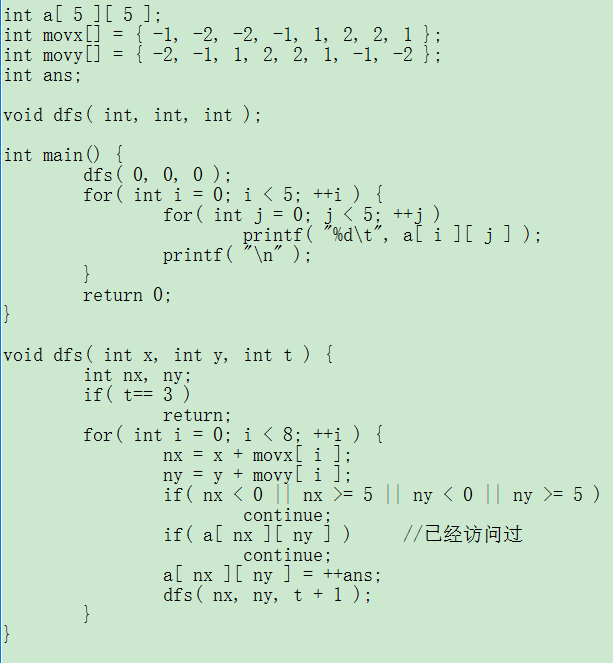 int a[ 5 ][ 5 ];
int movx[] = { -1, -2, -2, -1, 1, 2, 2, 1 };
int movy[] = { -2, -1, 1, 2, 2, 1, -1, -2 };
int ans;

void dfs( int, int, int );

int main() {
        dfs( 0, 0, 0 );
        for( int i = 0; i < 5; ++i ) {
                for( int j = 0; j < 5; ++j )
                        printf( "%d\t", a[ i ][ j ] );
                printf( "\n" );
        }
        return 0;
}

void dfs( int x, int y, int t ) {
        int nx, ny;
        if( t== 3 )
                return;
        for( int i = 0; i < 8; ++i ) {
                nx = x + movx[ i ];
                ny = y + movy[ i ];
                if( nx < 0 || nx >= 5 || ny < 0 || ny >= 5 )
                        continue;
                if( a[ nx ][ ny ] )     //已经访问过
                        continue;
                a[ nx ][ ny ] = ++ans;
                dfs( nx, ny, t + 1 );
        }
}